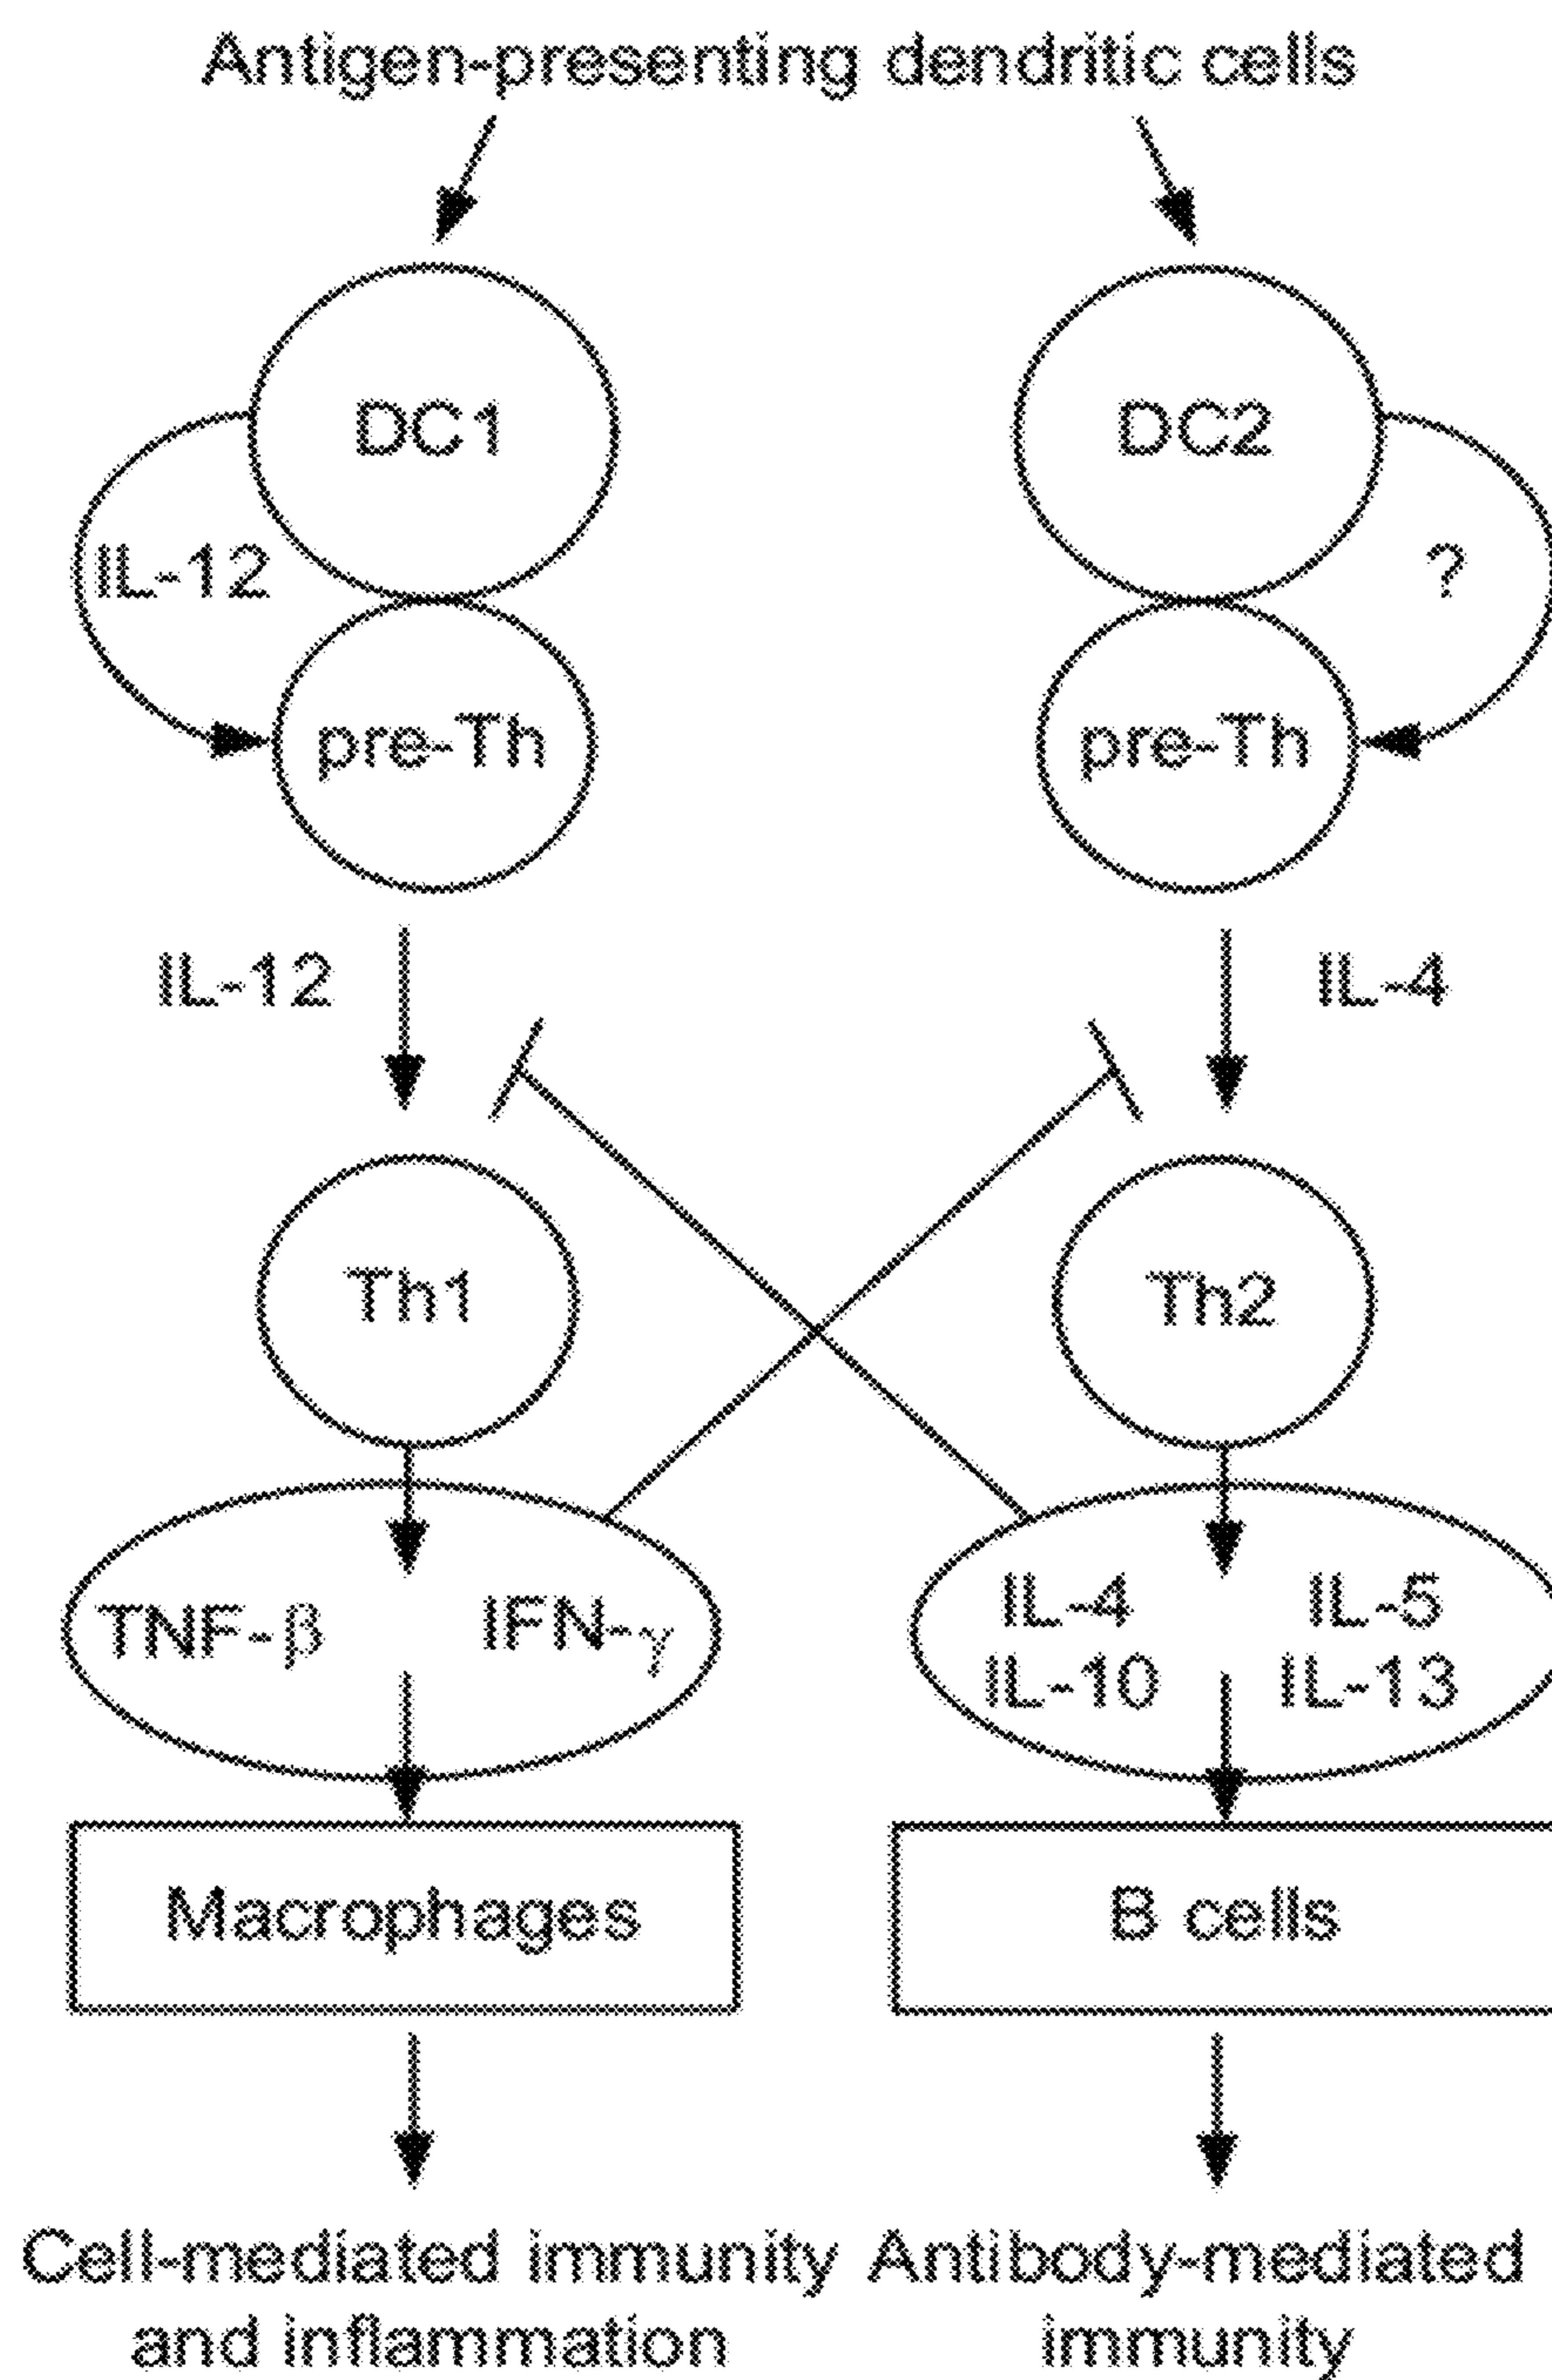 Antigen-presenting dendritic cells
DC1
DC2
IL-12
?
pre-Th
pre-Th
IL-12
IL-4
Th1
Th2
TNF-β
IFN-γ
IL-4
IL-5
IL-10
IL-13
Macrophages
B cells
Cell-mediated immunity
and inflammation
Antibody-mediated
immunity